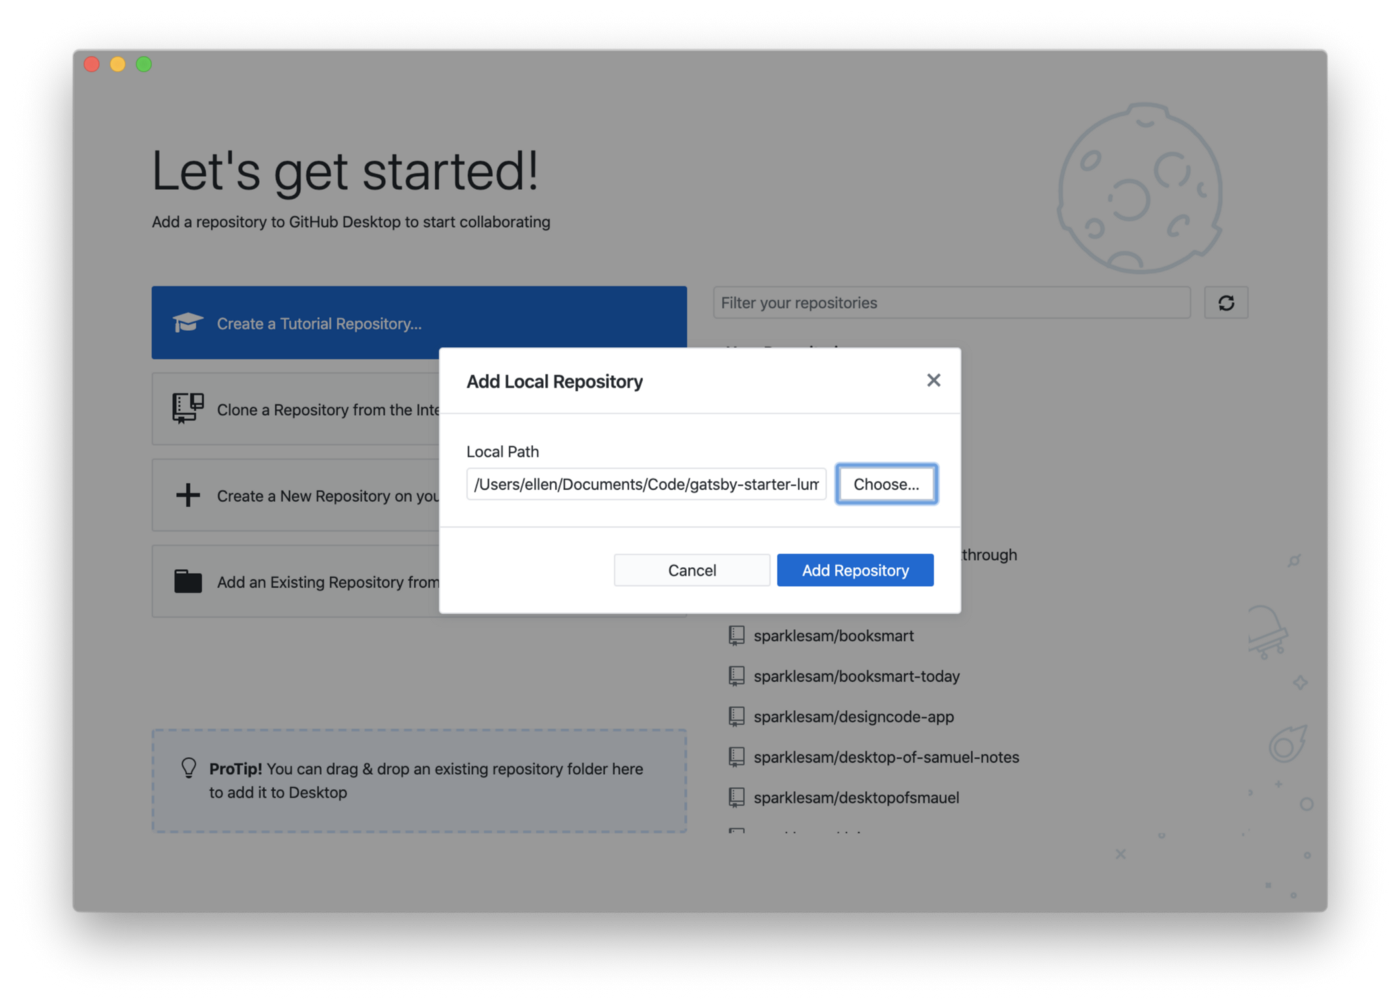 Let's get started!
Add a repository to GitHub Desktop to start collaborating
Create a Tutorial Repository...
Clone a Repository from the Inte
Create a New Repository on you
Add an Existing Repository from
ProTip! You can drag & drop an existing repository folder here
to add it to Desktop
Filter your repositories
Add Local Repository
Local Path
/Users/ellen/Documents/Code/gatsby-starter-lum
Choose...
Cancel
Add Repository
through
sparklesam/booksmart
sparklesam/booksmart-today
sparklesam/designcode-app
sparklesam/desktop-of-samuel-notes
sparklesam/desktopofsmauel